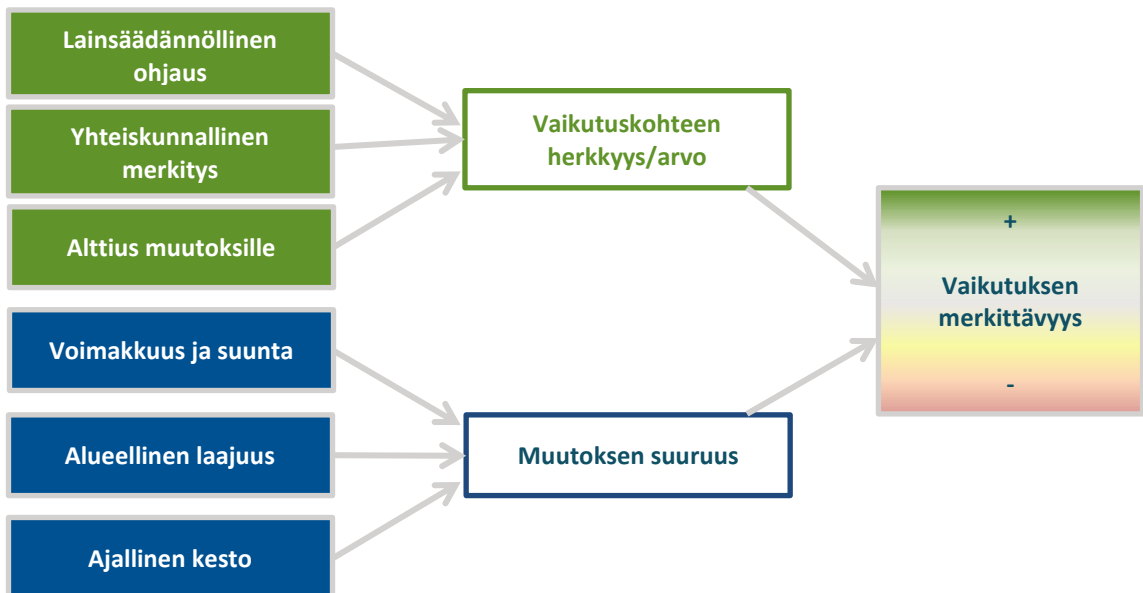 Lainsäädännöllinen
ohjaus
Yhteiskunnallinen
merkitys
Alttius muutoksille
Voimakkuus ja suunta
Alueellinen laajuus
Ajallinen kesto
Vaikutuskohteen
herkkyys/arvo
Muutoksen suuruus
+
Vaikutuksen
merkittävyys
-